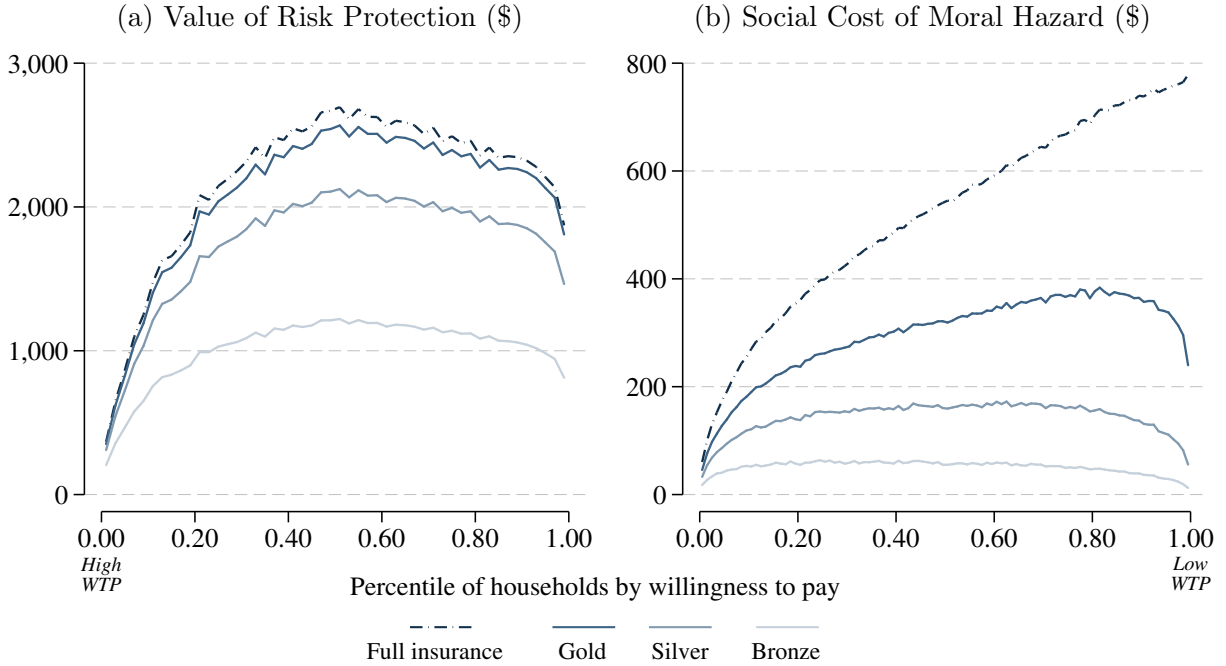 (a) Value of Risk Protection ($)
(b) Social Cost of Moral Hazard ($)
3,000
2,000
1,000
0
800
600
400
200
0
0.00
0.20
0.40
0.60
0.80
1.00
0.00
0.20
0.40
0.60
0.80
1.00
High
WTP
Low
WTP
Percentile of households by willingness to pay
Full insurance
Gold
Silver
Bronze